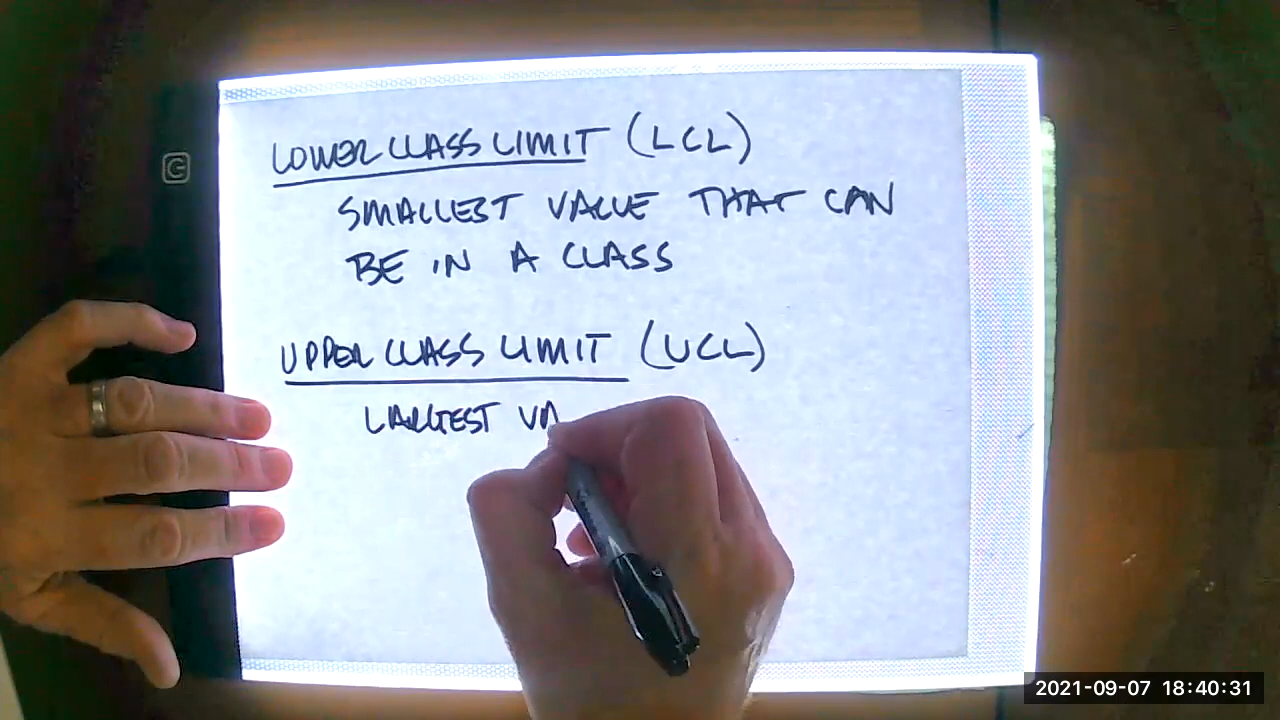 LOWER CLASS LIMIT (LCL)
SMALLEST VALUE THAT CAN
BE IN A CLASS
UPPER CLASS LIMIT (UCL)
LARGEST VA
2021-09-07 18:40:31